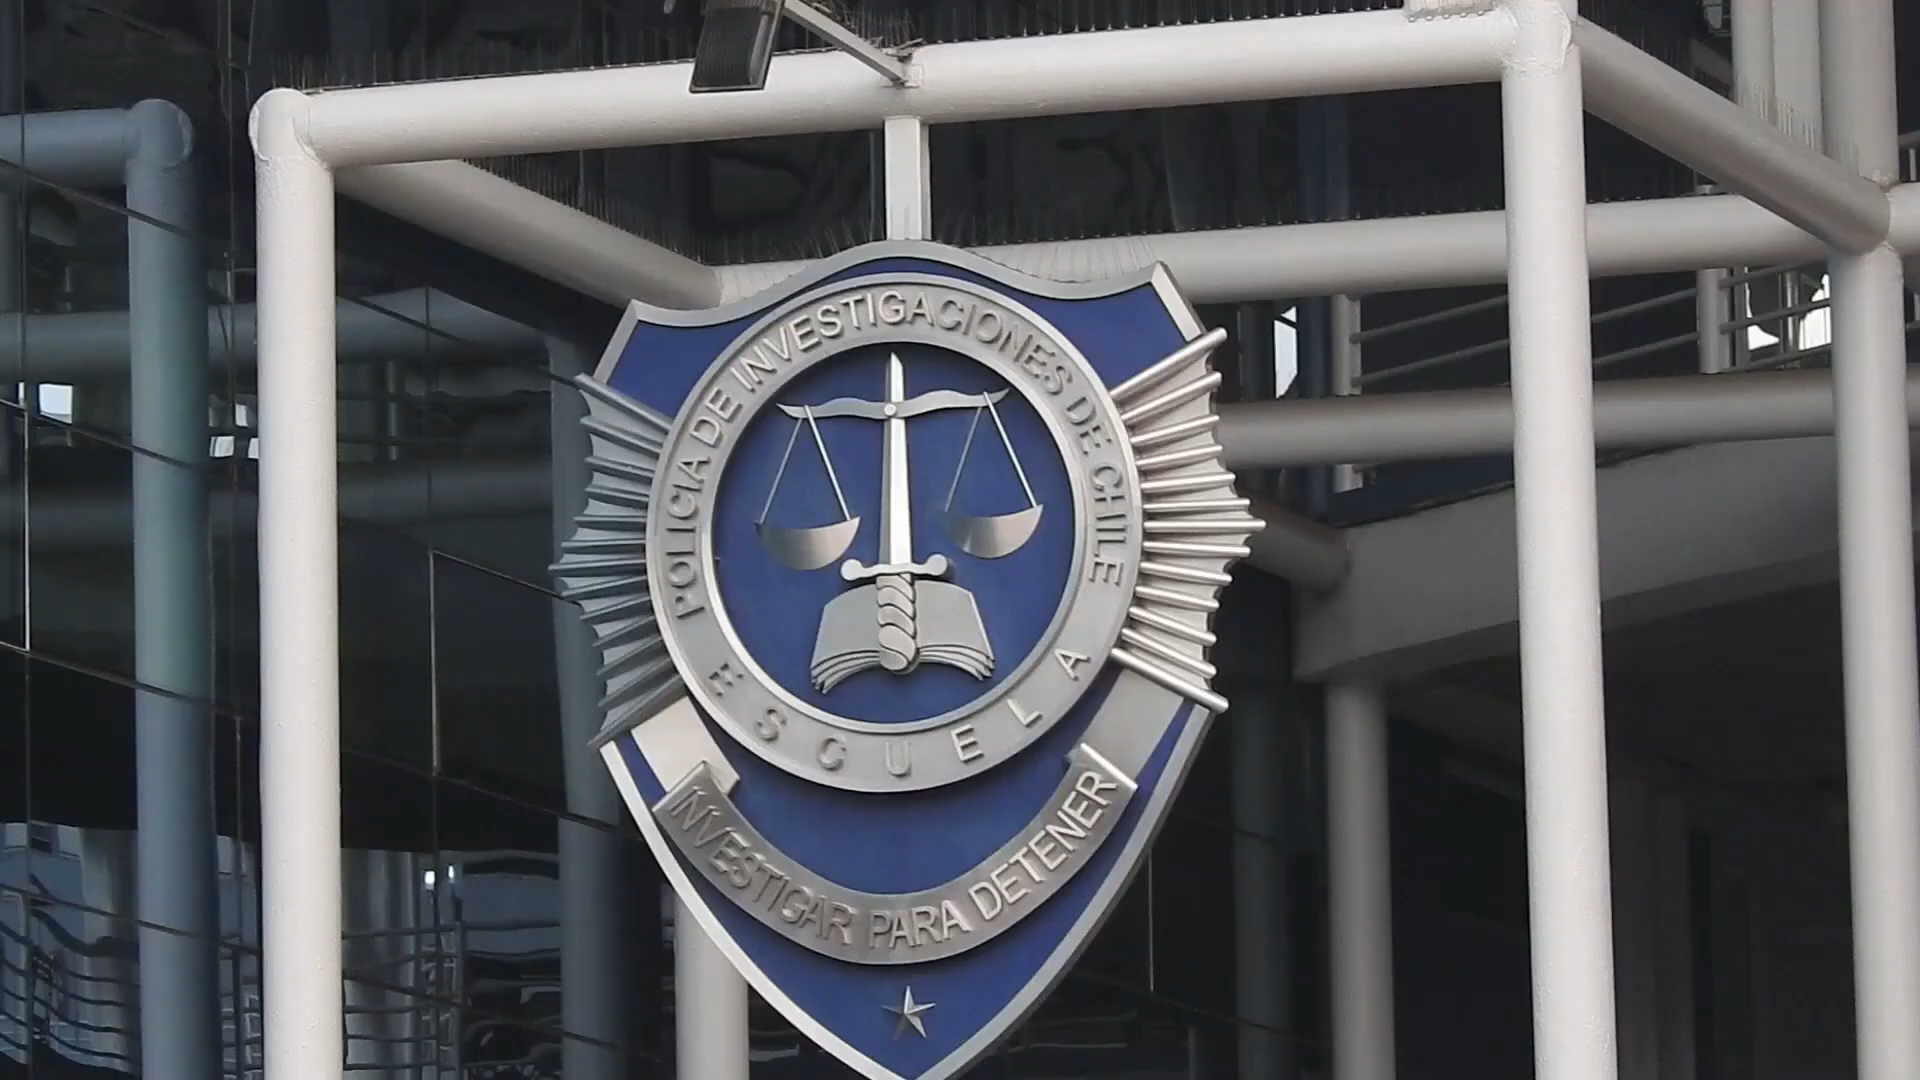 POLICIA DE INVESTIGACIONES DE CHILE
ESCUELA
INVESTIGAR PARA DETENER